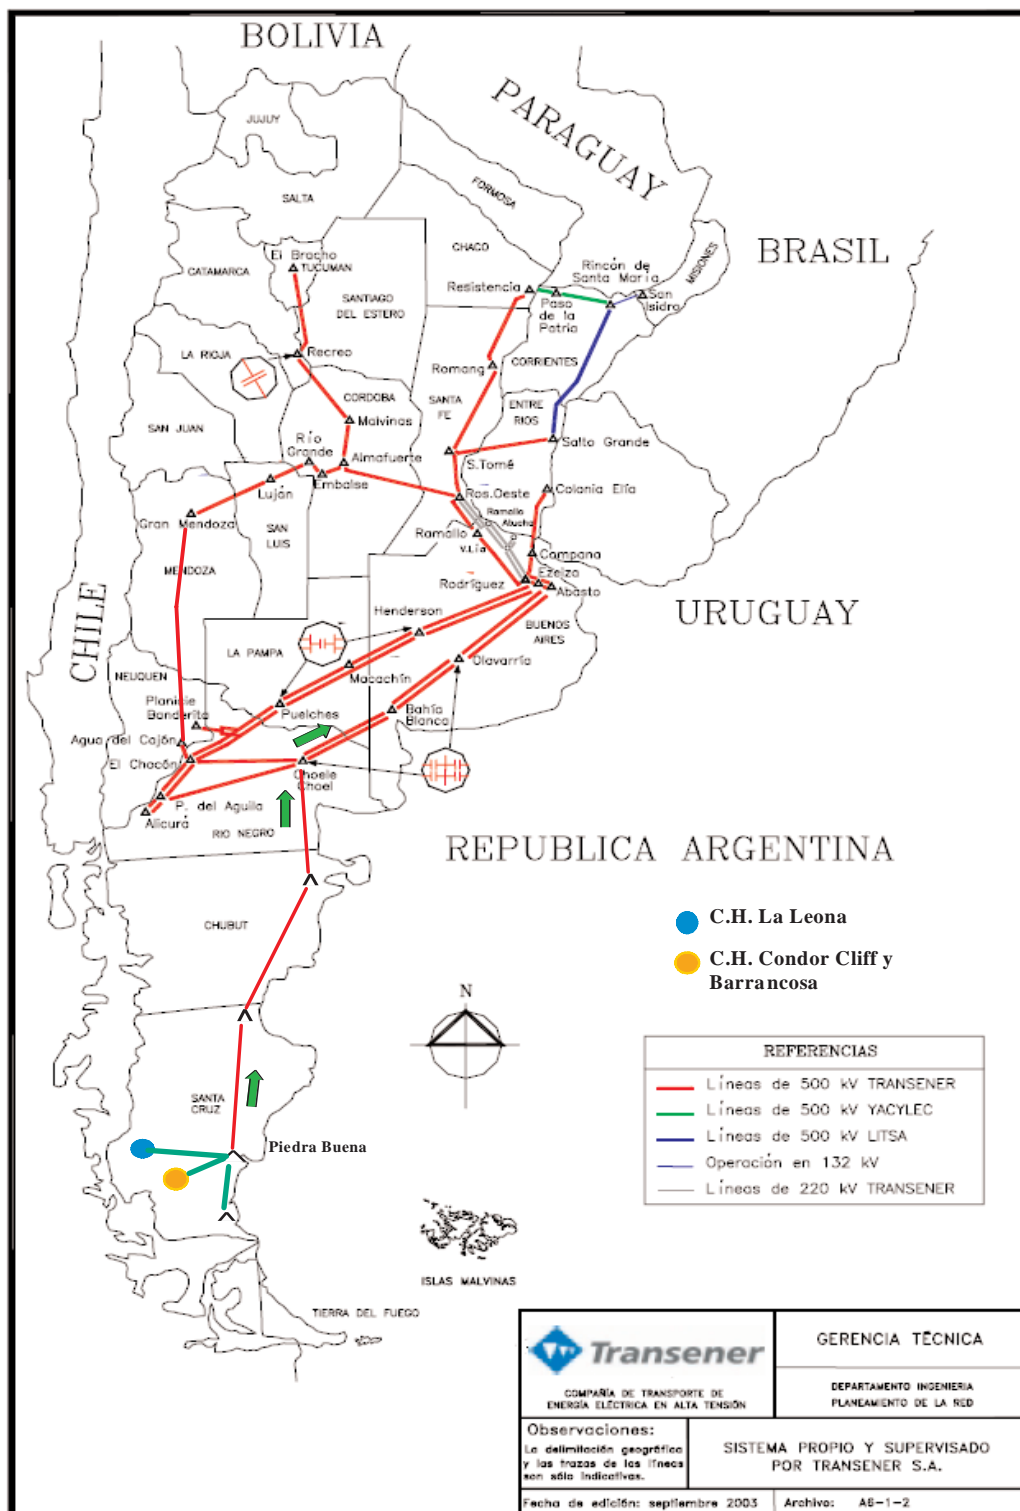 BOLIVIA
PARAGUAY
JUJUY
FORMOSA
SALTA
CHACO
MISIONES
BRASIL
El Bracho
TUCUMAN
CATAMARCA
Rincón de
Santa María
Resistencia
San
Isidro
Paso
de la
Patria
SANTIAGO
DEL ESTERO
LA RIOJA
Recreo
Romang
CORRIENTES
CORDOBA
SANTA
FE
ENTRE
RIOS
SAN JUAN
Malvinas
Río
Grande
Almafuerte
S.Tomé
Salto Grande
Embalse
Luján
Ros.Oeste
Colonia Elía
Gran Mendoza
SAN
LUIS
Ramallo
Ramallo
V.Lia
Campana
MENDOZA
Rodríguez
Ezeiza
Abasto
CHILE
Henderson
URUGUAY
BUENOS
AIRES
LA PAMPA
Olavarría
Macachín
NEUQUEN
Planicie
Banderita
Puelches
Bahía
Blanca
Agua del Cajón
El Chocón
Choele
Choel
P. del Aguila
Alicurá
RIO NEGRO
REPUBLICA ARGENTINA
CHUBUT
C.H. La Leona
C.H. Condor Cliff y
Barrancosa
N
REFERENCIAS
Líneas de 500 kV TRANSENER
Líneas de 500 kV YACYLEC
Líneas de 500 kV LITSA
Operación en 132 kV
Líneas de 220 kV TRANSENER
SANTA
CRUZ
Piedra Buena
ISLAS MALVINAS
TIERRA DEL FUEGO
Transener
COMPAÑÍA DE TRANSPORTE DE
ENERGÍA ELÉCTRICA EN ALTA TENSIÓN
GERENCIA TÉCNICA
DEPARTAMENTO INGENIERIA
PLANEAMIENTO DE LA RED
Observaciones:
La delimitación geográfica
y las trazas de las líneas
son sólo indicativas.
SISTEMA PROPIO Y SUPERVISADO
POR TRANSENER S.A.
Fecha de edición: septiembre 2003
Archivo: A6-1-2